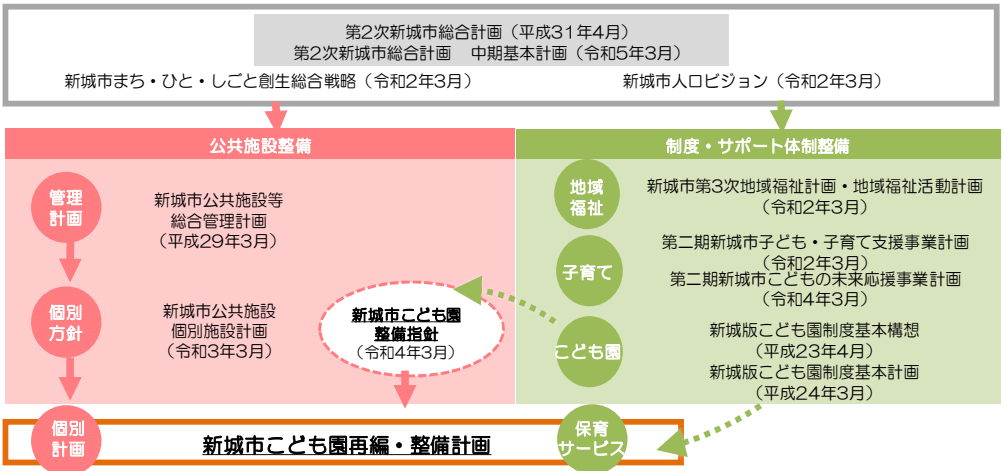 第2次新城市総合計画（平成31年4月）
第2次新城市総合計画　中期基本計画（令和5年3月）
新城市まち・ひと・しごと創生総合戦略（令和2年3月）
新城市人口ビジョン（令和2年3月）
公共施設整備
管理
計画
新城市公共施設等
総合管理計画
（平成29年3月）
個別
方針
新城市公共施設
個別施設計画
（令和3年3月）
新城市こども園
整備指針
（令和4年3月）
制度・サポート体制整備
地域
福祉
新城市第3次地域福祉計画・地域福祉活動計画
（令和2年3月）
子育て
第二期新城市子ども・子育て支援事業計画
（令和2年3月）
第二期新城市こどもの未来応援事業計画
（令和4年3月）
こども園
新城版こども園制度基本構想
（平成23年4月）
新城版こども園制度基本計画
（平成24年3月）
個別
計画
新城市こども園再編・整備計画
保育
サービス